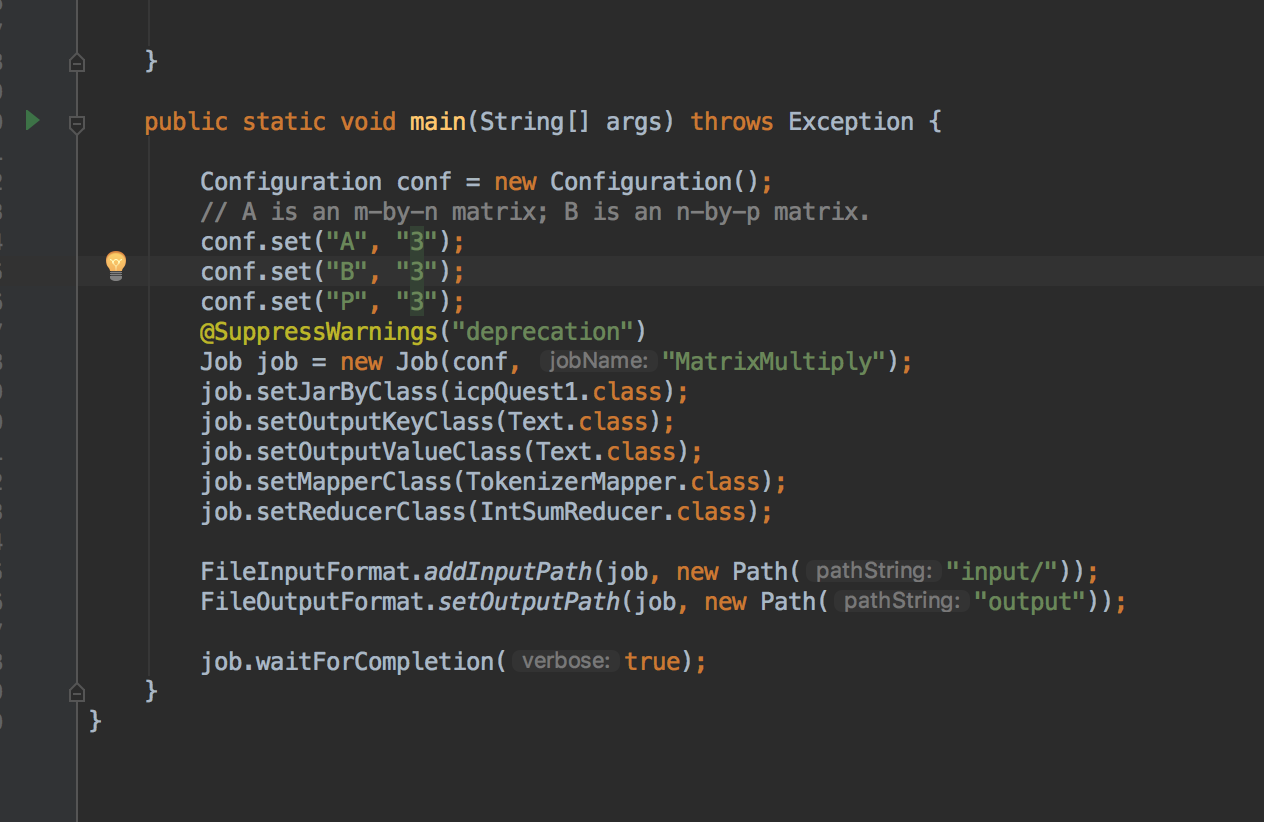 }
public static void main(String[] args) throws Exception {
Configuration conf = new Configuration();
// A is an m-by-n matrix; B is an n-by-p matrix.
conf.set("A", "3");
conf.set("B", "3");
conf.set("P", "3");
@SuppressWarnings("deprecation")
Job job = new Job(conf, jobName: "MatrixMultiply");
job.setJarByClass(icpQuest1.class);
job.setOutputKeyClass(Text.class);
job.setOutputValueClass(Text.class);
job.setMapperClass(TokenizerMapper.class);
job.setReducerClass(IntSumReducer.class);
FileInputFormat.addInputPath(job, new Path( pathString: "input/"));
FileOutputFormat.setOutputPath(job, new Path( pathString: "output"));
job.waitForCompletion( verbose: true);
}
}